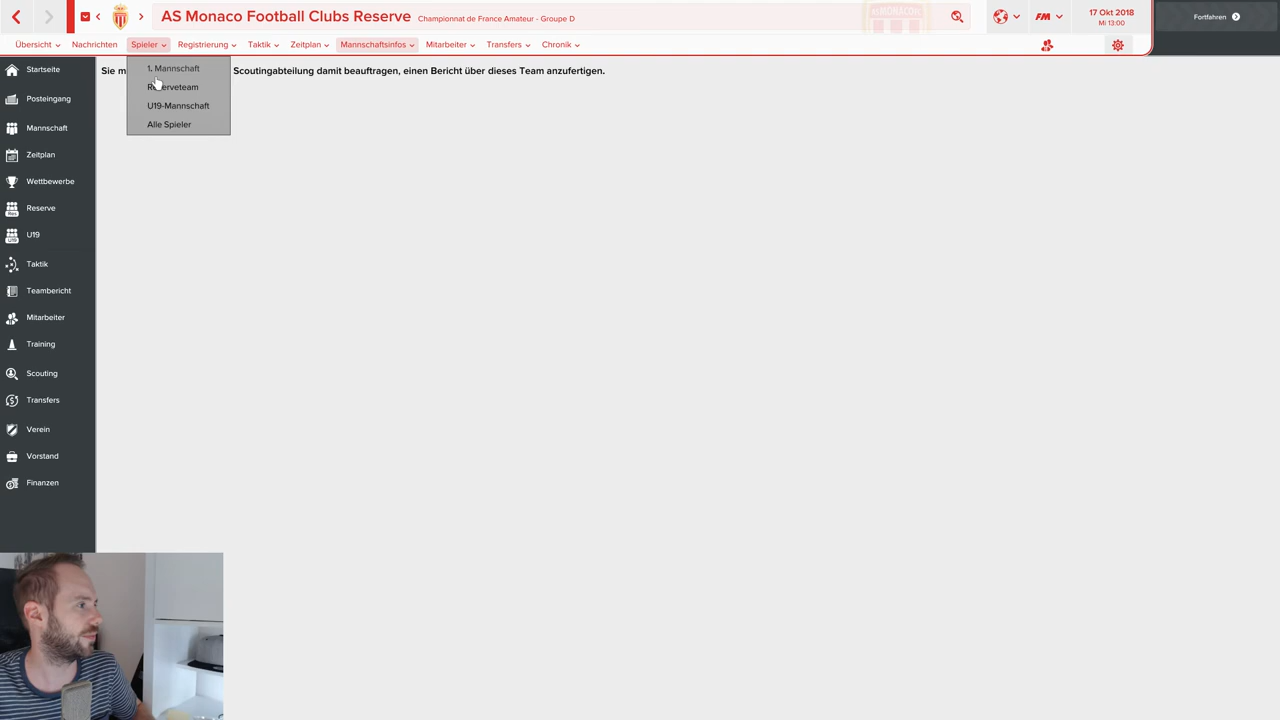 AS Monaco Football Clubs Reserve
Championnat de France Amateur - Groupe D
FM
17 Okt 2018
Mi 13:00
Fortfahren
Übersicht
Nachrichten
Spieler
Registrierung
Taktik
Zeitplan
Mannschaftsinfos
Mitarbeiter
Transfers
Chronik
Sie m
Scoutingabteilung damit beauftragen, einen Bericht über dieses Team anzufertigen.
1. Mannschaft
U19-Mannschaft
Alle Spieler
Startseite
Posteingang
Mannschaft
Zeitplan
Wettbewerbe
Res
Reserve
U19
U19
Taktik
Teambericht
Mitarbeiter
Training
Scouting
Transfers
Verein
Vorstand
Finanzen